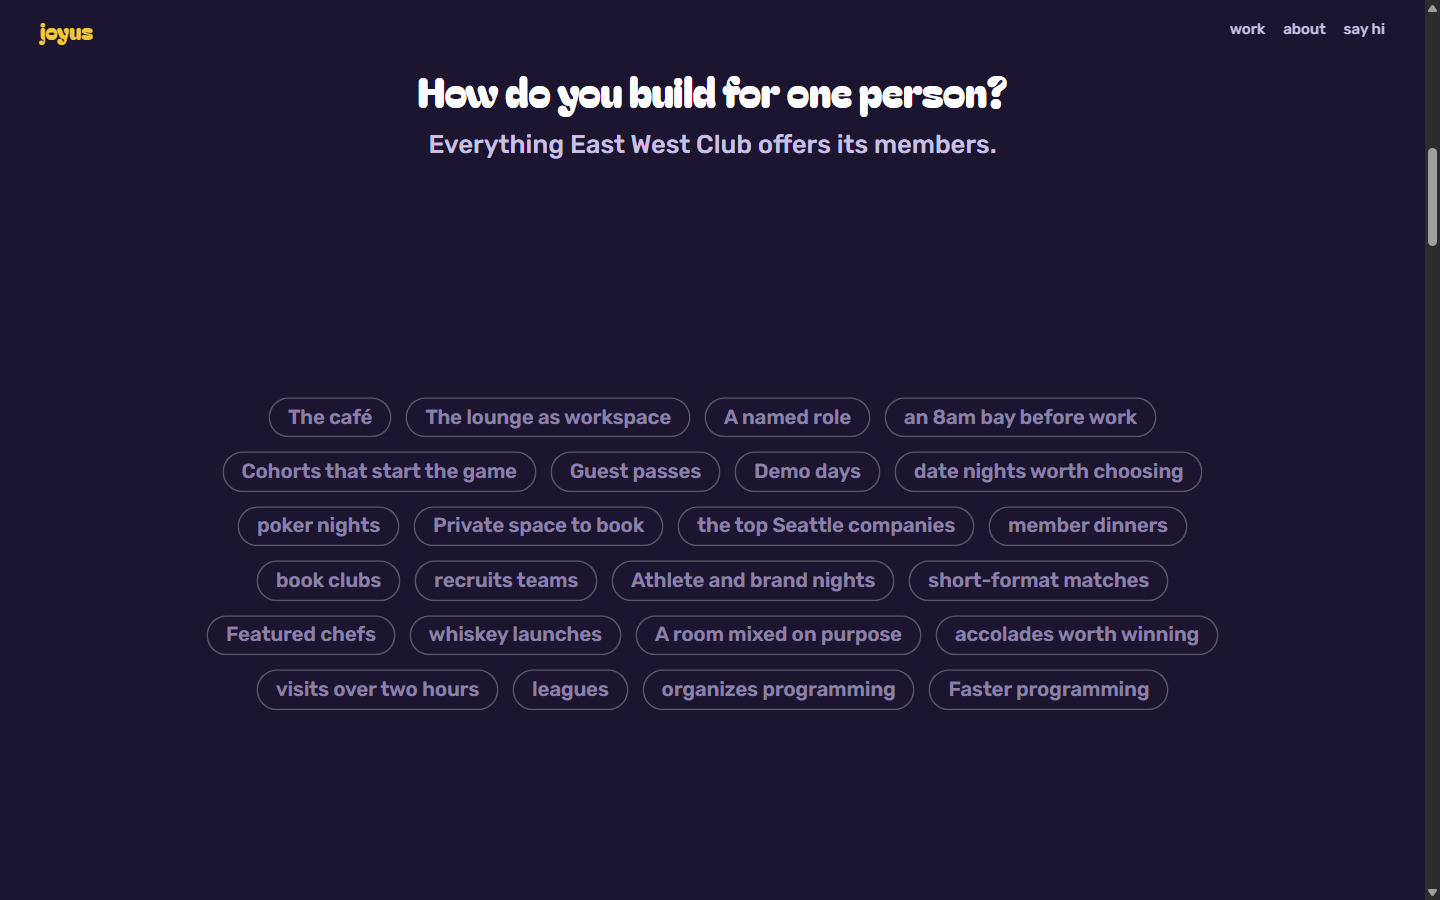 joyus
work about say hi
How do you build for one person?
Everything East West Club offers its members.
The café The lounge as workspace A named role an 8am bay before work
Cohorts that start the game Guest passes Demo days date nights worth choosing
poker nights Private space to book the top Seattle companies member dinners
book clubs recruits teams Athlete and brand nights short-format matches
Featured chefs whiskey launches A room mixed on purpose accolades worth winning
visits over two hours leagues organizes programming Faster programming